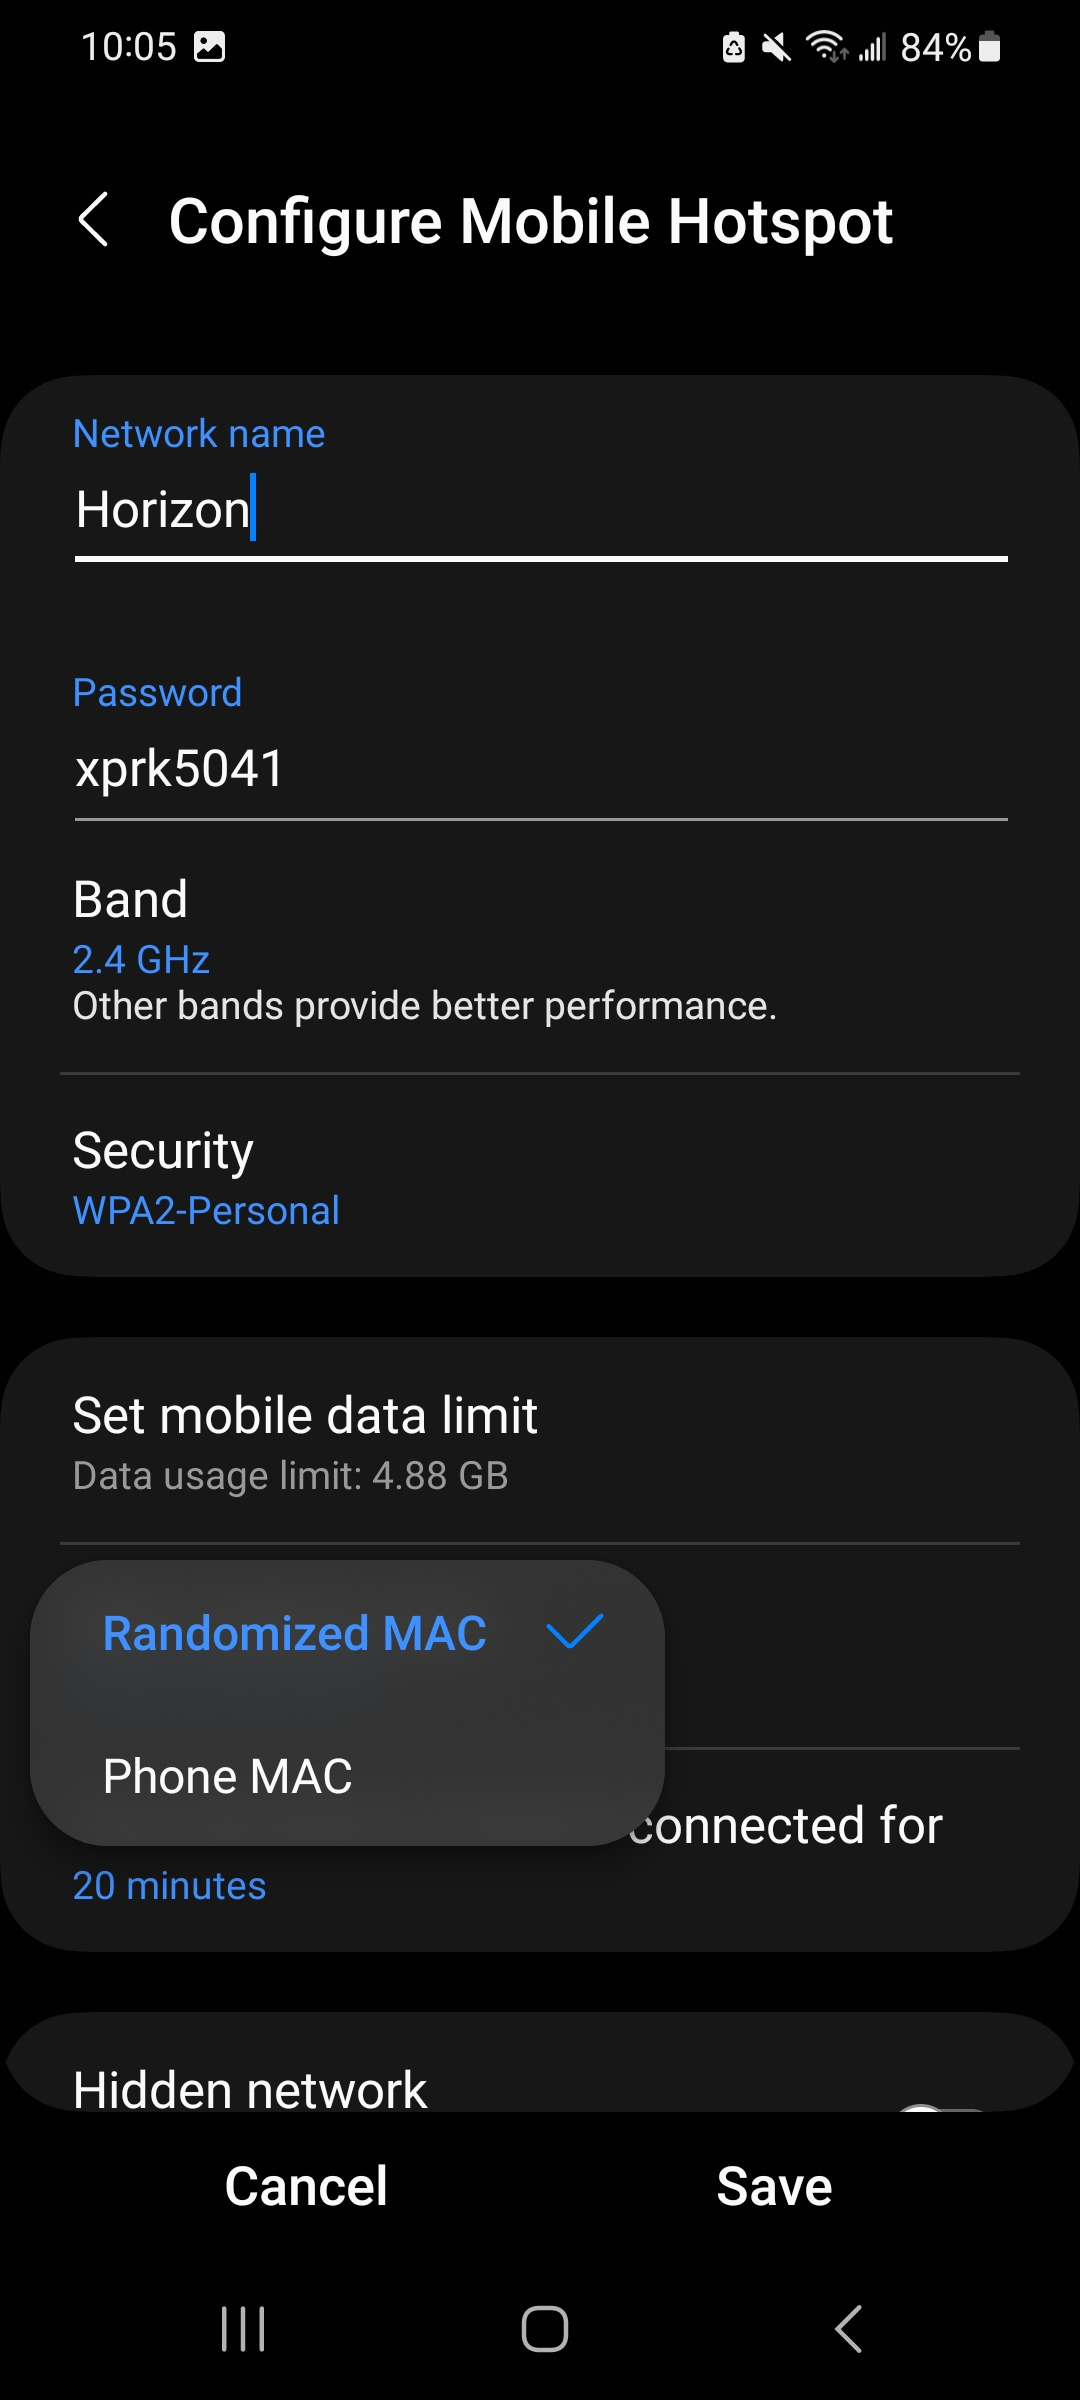 10:05
84%
Configure Mobile Hotspot
Network name
Horizon
Password
xprk5041
Band
2.4 GHz
Other bands provide better performance.
Security
WPA2-Personal
Set mobile data limit
Data usage limit: 4.88 GB
Randomized MAC
Phone MAC
connected for
20 minutes
Hidden network
Cancel
Save